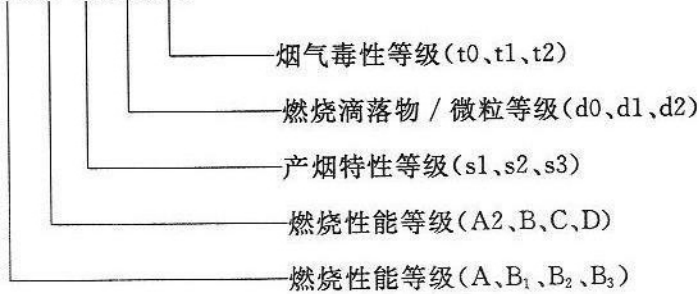 烟气毒性等级(t0、t1、t2)
燃烧滴落物/微粒等级(d0、d1、d2)
产烟特性等级(s1、s2、s3)
燃烧性能等级(A2、B、C、D)
燃烧性能等级(A、B₁、B₂、B₃)